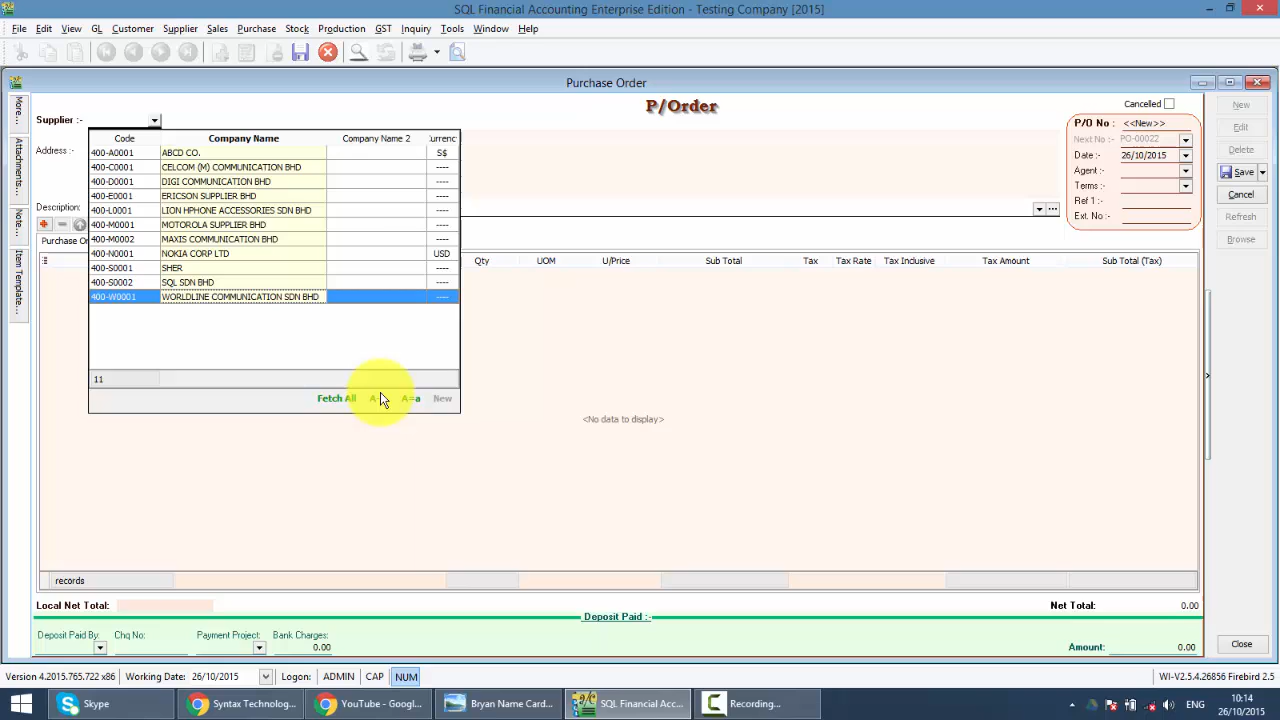 SQL Financial Accounting Enterprise Edition - Testing Company [2015]
File Edit View GL Customer Supplier Sales Purchase Stock Production GST Inquiry Tools Window Help
Purchase Order
More...
Attachments...
Note...
Item Template...
Supplier :-
P/Order
Cancelled
P/O No : <<New>>
Next No :- PO-00022
Date :- 26/10/2015
Agent :-
Terms :-
Ref 1 :-
Ext. No :-
New
Edit
Delete
Save
Cancel
Refresh
Browse
Address :-
Description:
Code Company Name Company Name 2
400-A0001 ABCD CO. S$
400-C0001 CELCOM (M) COMMUNICATION BHD ----
400-D0001 DIGI COMMUNICATION BHD ----
400-E0001 ERICSON SUPPLIER BHD ----
400-L0001 LION HPHONE ACCESSORIES SDN BHD ----
400-M0001 MOTOROLA SUPPLIER BHD ----
400-M0002 MAXIS COMMUNICATION BHD ----
400-N0001 NOKIA CORP LTD USD
400-S0001 SHER ----
400-S0002 SQL SDN BHD ----
400-W0001 WORLDLINE COMMUNICATION SDN BHD ----
11
Fetch All A=a New
Purchase Or
Qty UOM U/Price Sub Total Tax Tax Rate Tax Inclusive Tax Amount Sub Total (Tax)
<No data to display>
records
Local Net Total: Net Total: 0.00
Deposit Paid :-
Deposit Paid By: Chq No: Payment Project: Bank Charges:
0.00
Amount: 0.00
Close
Version 4.2015.765.722 x86 Working Date: 26/10/2015 Logon: ADMIN CAP NUM WI-V2.5.4.26856 Firebird 2.5
Skype Syntax Technolog... YouTube - Googl... Bryan Name Card... SQL Financial Acc... Recording... ENG 10:14
26/10/2015